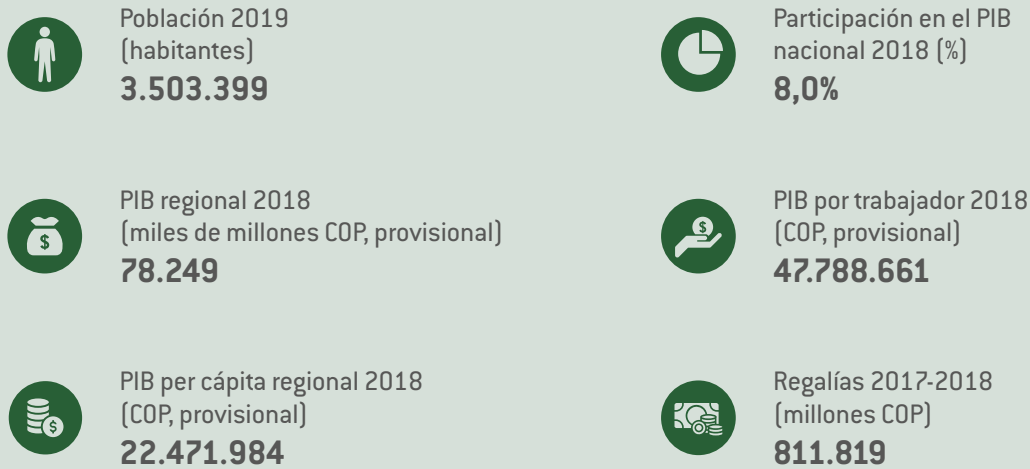 Población 2019
(habitantes)
3.503.399
Participación en el PIB
nacional 2018 (%)
8,0%
PIB regional 2018
(miles de millones COP, provisional)
78.249
PIB por trabajador 2018
(COP, provisional)
47.788.661
PIB per cápita regional 2018
(COP, provisional)
22.471.984
Regalías 2017-2018
(millones COP)
811.819